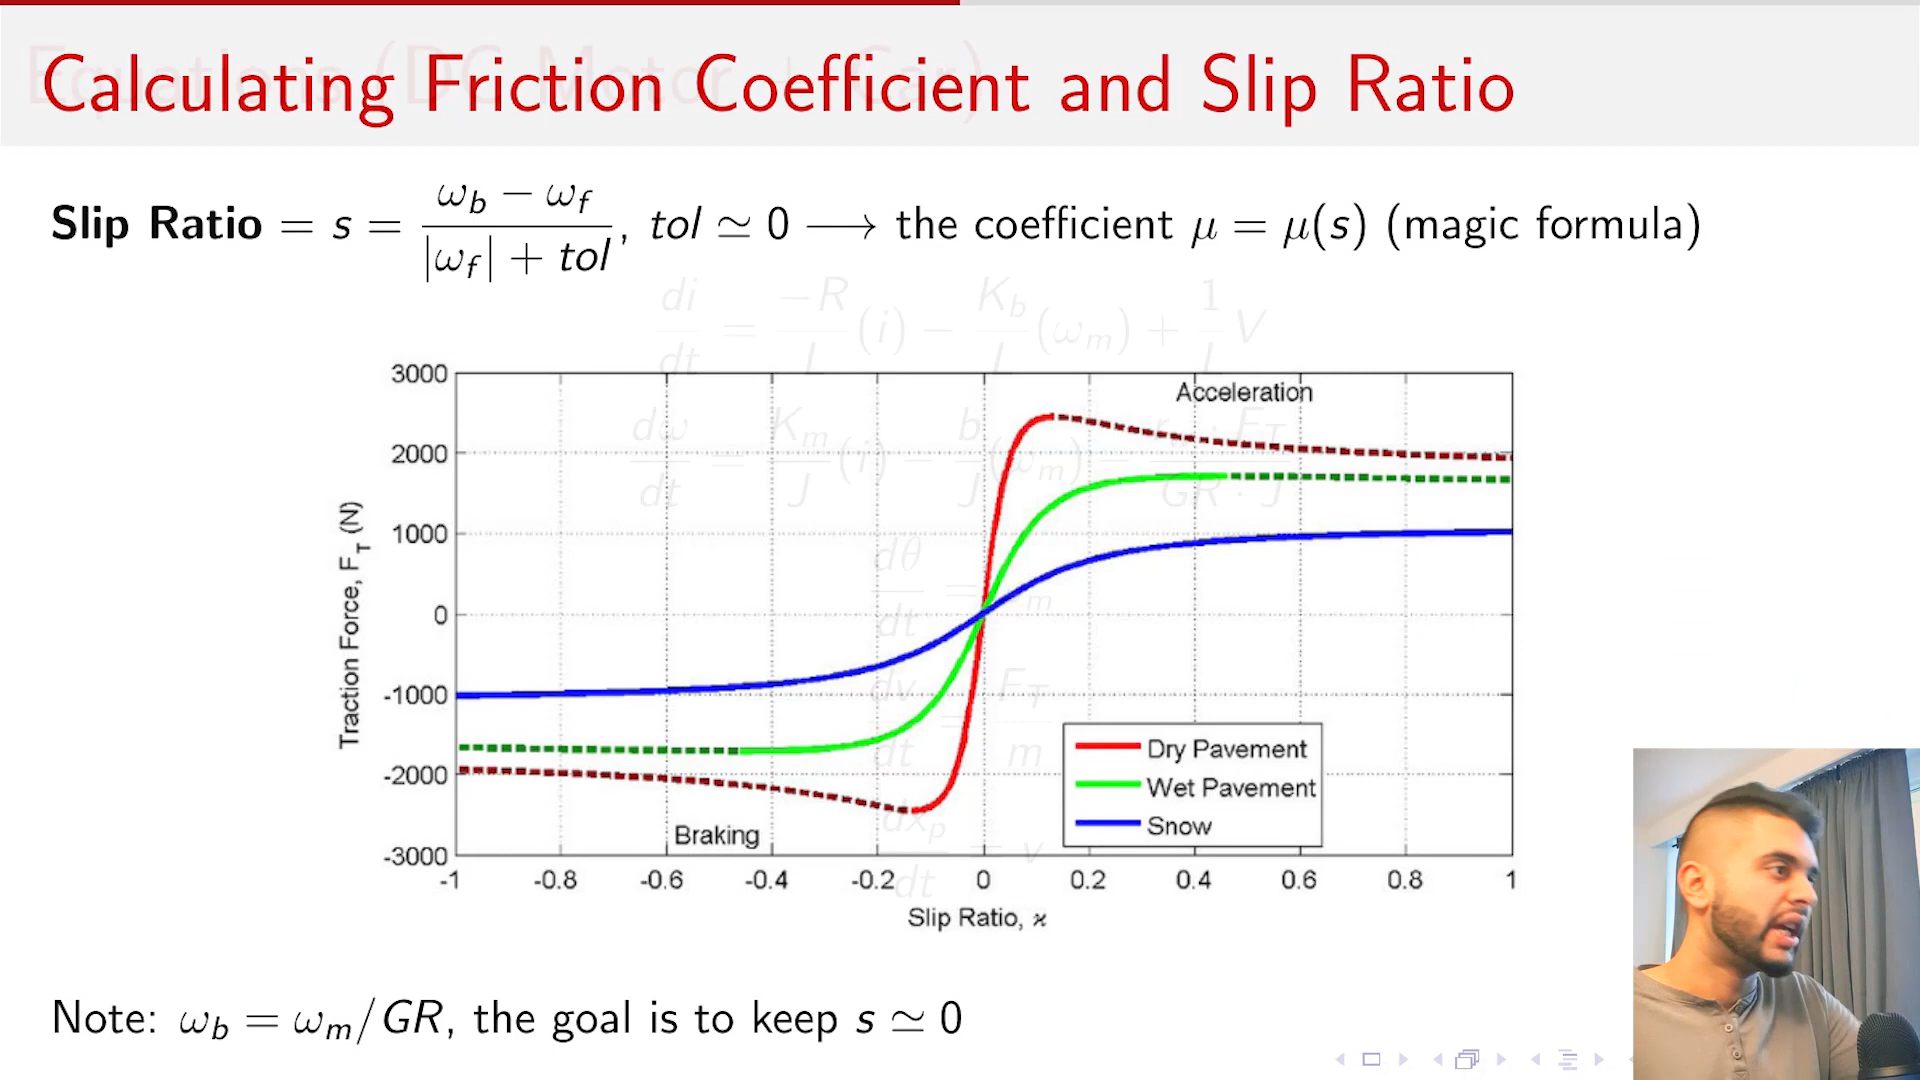 Calculating Friction Coefficient and Slip Ratio
Slip Ratio = s = (ω_b − ω_f) / (|ω_f| + tol), tol ≃ 0 ⟶ the coefficient μ = μ(s) (magic formula)
3000
2000
1000
0
-1000
-2000
-3000
Traction Force, F_T (N)
Acceleration
Braking
Dry Pavement
Wet Pavement
Snow
-1 -0.8 -0.6 -0.4 -0.2 0 0.2 0.4 0.6 0.8 1
Slip Ratio, ϰ
Note: ω_b = ω_m/GR, the goal is to keep s ≃ 0